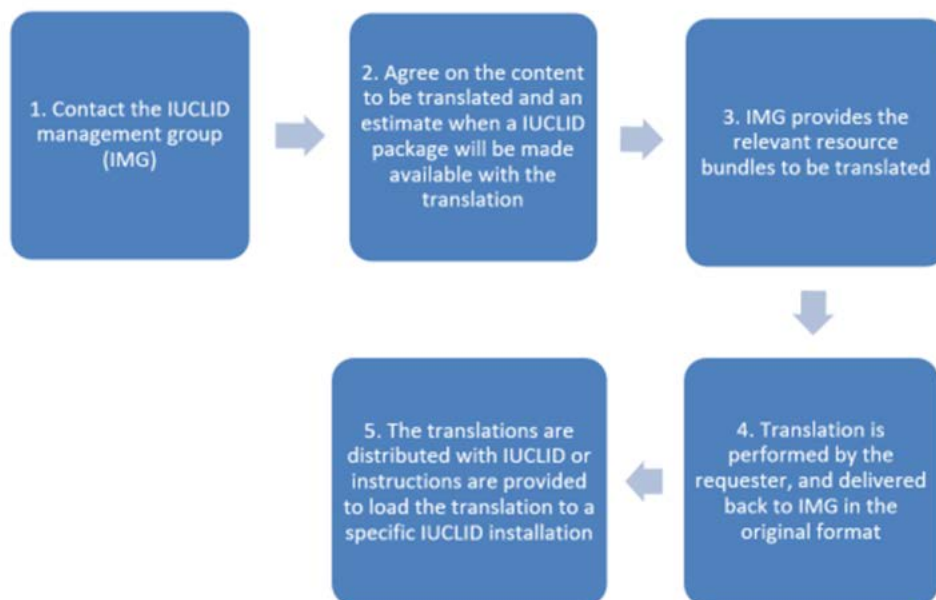 1. Contact the IUCLID
management group
(IMG)
2. Agree on the content
to be translated and an
estimate when a IUCLID
package will be made
available with the
translation
3. IMG provides the
relevant resource
bundles to be translated
4. Translation is
performed by the
requester, and delivered
back to IMG in the
original format
5. The translations are
distributed with IUCLID or
instructions are provided
to load the translation to a
specific IUCLID installation